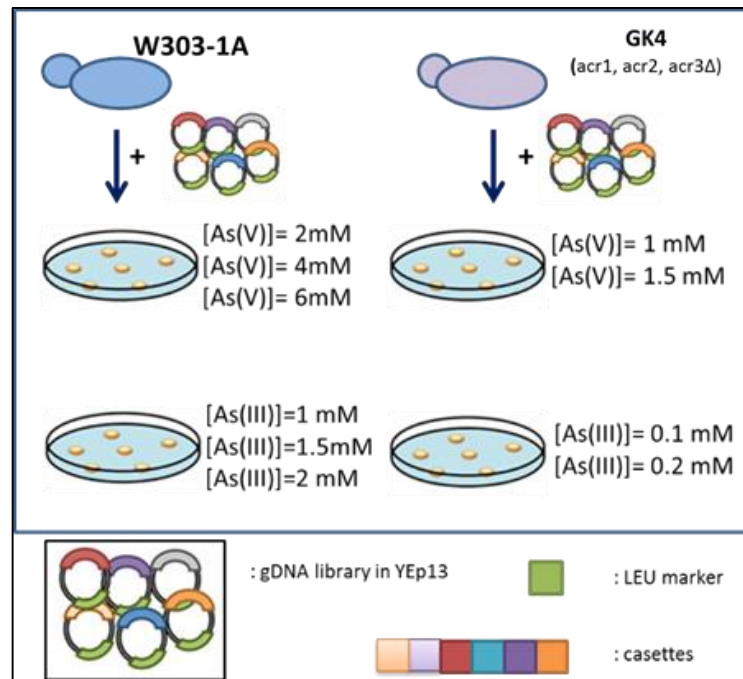 W303-1A
GK4
(acr1, acr2, acr3Δ)
+
+
[As(V)]= 2mM
[As(V)]= 4mM
[As(V)]= 6mM
[As(V)]= 1 mM
[As(V)]= 1.5 mM
[As(III)]=1 mM
[As(III)]=1.5mM
[As(III)]=2 mM
[As(III)]= 0.1 mM
[As(III)]= 0.2 mM
: gDNA library in YEp13
: LEU marker
: casettes